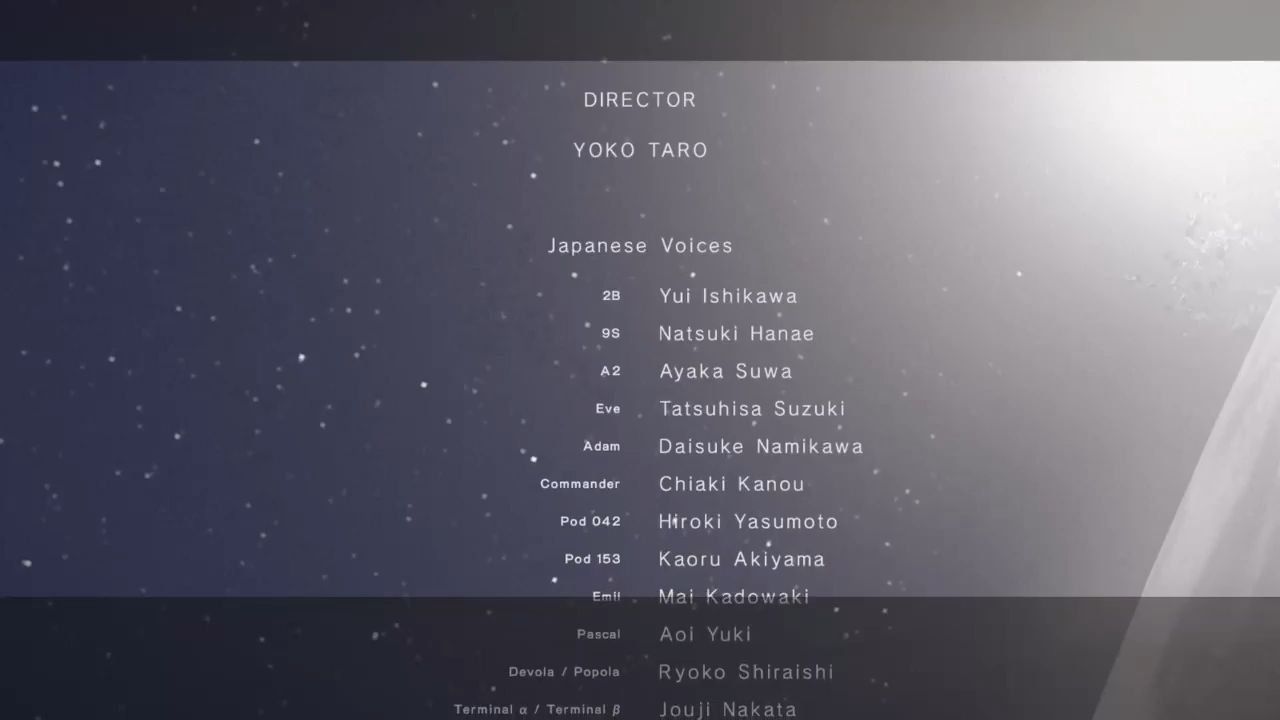 DIRECTOR
YOKO TARO
Japanese Voices
2B Yui Ishikawa
9S Natsuki Hanae
A2 Ayaka Suwa
Eve Tatsuhisa Suzuki
Adam Daisuke Namikawa
Commander Chiaki Kanou
Pod 042 Hiroki Yasumoto
Pod 153 Kaoru Akiyama
Emil Mai Kadowaki
Pascal Aoi Yuki
Devola / Popola Ryoko Shiraishi
Terminal α / Terminal β Jouji Nakata